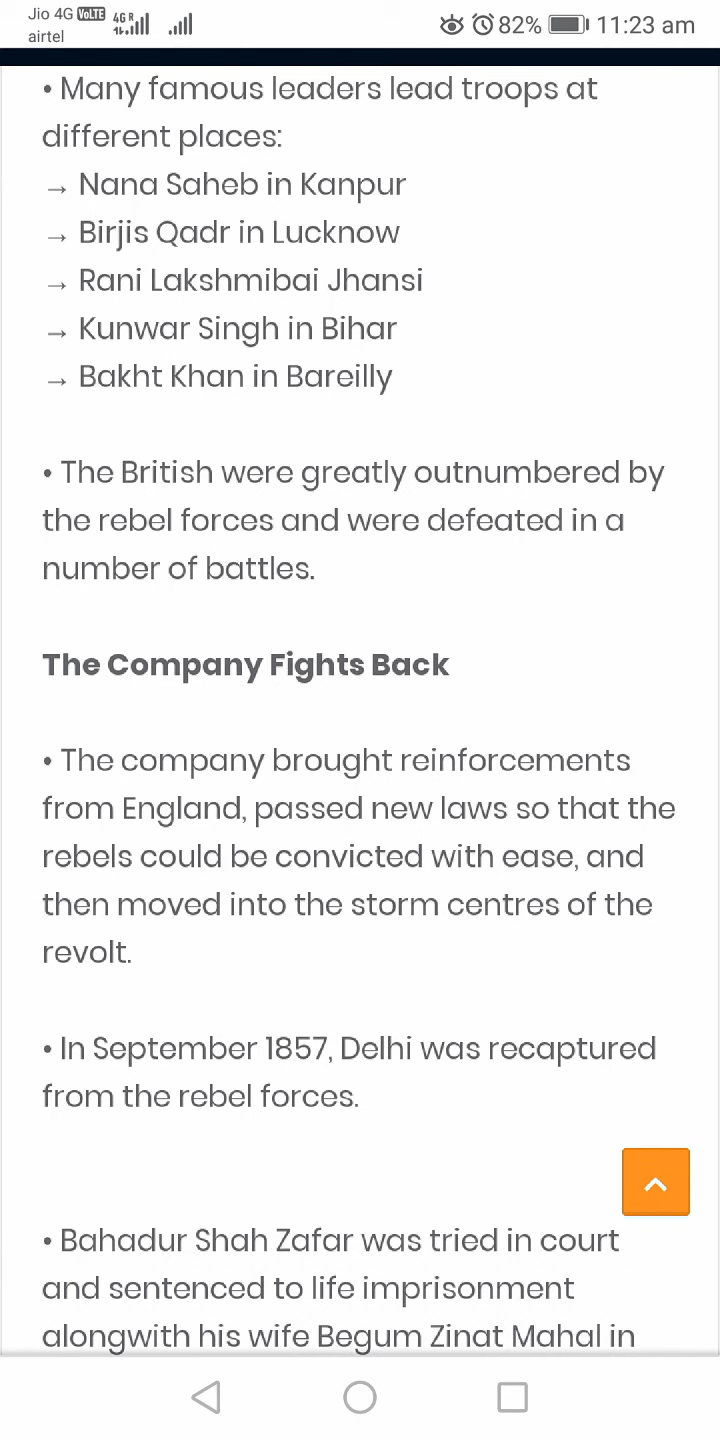 Jio 4G VoLTE 4G R 82% 11:23 am
airtel
• Many famous leaders lead troops at
different places:
→ Nana Saheb in Kanpur
→ Birjis Qadr in Lucknow
→ Rani Lakshmibai Jhansi
→ Kunwar Singh in Bihar
→ Bakht Khan in Bareilly
• The British were greatly outnumbered by
the rebel forces and were defeated in a
number of battles.
The Company Fights Back
• The company brought reinforcements
from England, passed new laws so that the
rebels could be convicted with ease, and
then moved into the storm centres of the
revolt.
• In September 1857, Delhi was recaptured
from the rebel forces.
• Bahadur Shah Zafar was tried in court
and sentenced to life imprisonment
alongwith his wife Begum Zinat Mahal in